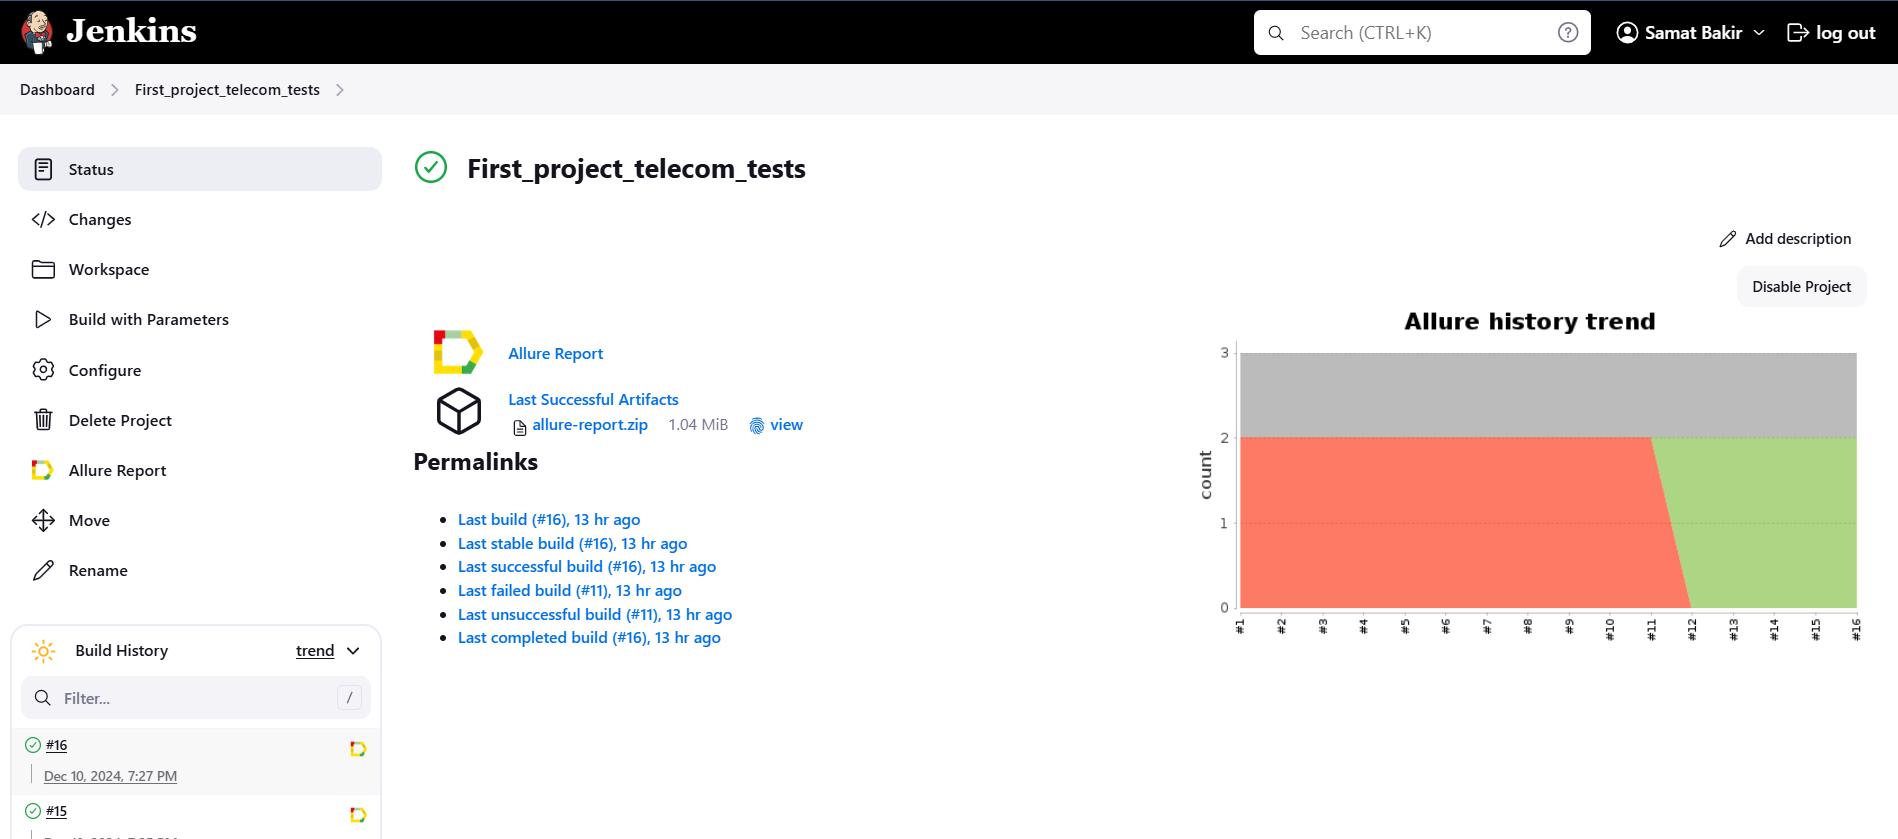 Jenkins
Search (CTRL+K)
?
Samat Bakir
log out
Dashboard
First_project_telecom_tests
Status
Changes
Workspace
Build with Parameters
Configure
Delete Project
Allure Report
Move
Rename
Build History
trend
Filter...
/
#16
Dec 10, 2024, 7:27 PM
#15
First_project_telecom_tests
Add description
Disable Project
Allure Report
Last Successful Artifacts
allure-report.zip 1.04 MiB view
Permalinks
Last build (#16), 13 hr ago
Last stable build (#16), 13 hr ago
Last successful build (#16), 13 hr ago
Last failed build (#11), 13 hr ago
Last unsuccessful build (#11), 13 hr ago
Last completed build (#16), 13 hr ago
Allure history trend
count
3
2
1
0
#1 #2 #3 #4 #5 #6 #7 #8 #9 #10 #11 #12 #13 #14 #15 #16